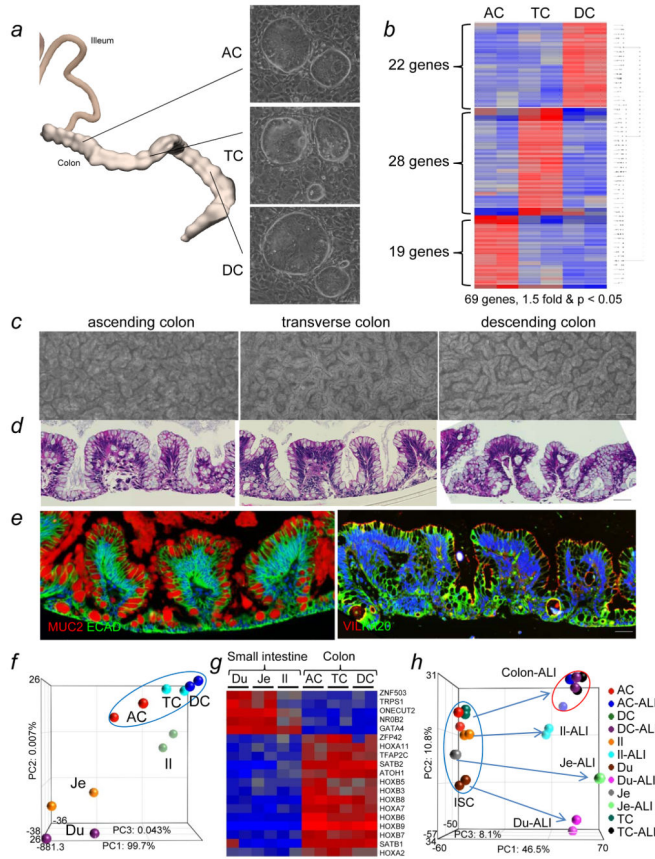 a
Illeum
Colon
AC
TC
DC
b
AC TC DC
22 genes
28 genes
19 genes
69 genes, 1.5 fold & p < 0.05
c
ascending colon transverse colon descending colon
d
e
MUC2 ECAD
VIL
f
26
AC
TC
DC
Il
Je
Du
PC2: 0.007%
-36
-38
26
-881.3
PC3: 0.043%
PC1: 99.7%
100
g
Small intestine Colon
Du Je Il AC TC DC
ZNF503
TRPS1
ONECUT2
NR0B2
GATA4
ZFP42
HOXA11
TFAP2C
SATB2
ATOH1
HOXB5
HOXB3
HOXB8
HOXA7
HOXB6
HOXB9
HOXB7
SATB1
HOXA2
h
31
Colon-ALI
Il-ALI
Je-ALI
Du-ALI
ISC
PC2: 10.8%
-50
-57
34
PC3: 8.1%
PC1: 46.5%
70
AC
AC-ALI
DC
DC-ALI
Il
Il-ALI
Du
Du-ALI
Je
Je-ALI
TC
TC-ALI